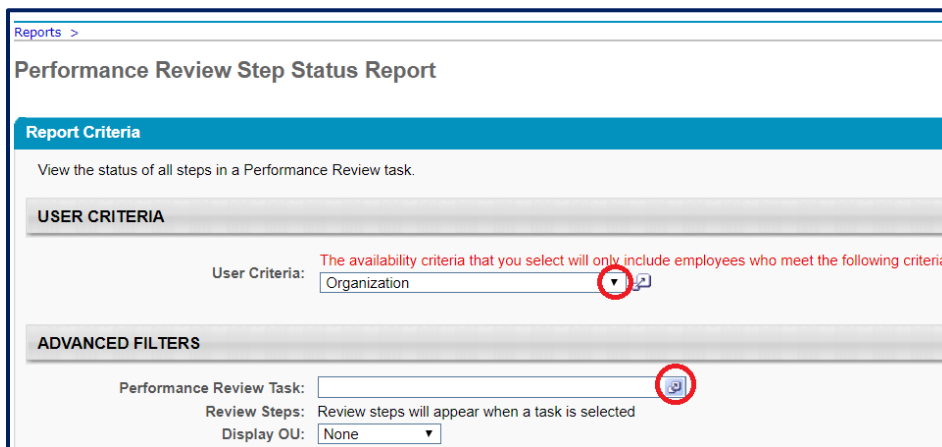 Reports >
Performance Review Step Status Report
Report Criteria
View the status of all steps in a Performance Review task.
USER CRITERIA
The availability criteria that you select will only include employees who meet the following criteria
User Criteria:
Organization
ADVANCED FILTERS
Performance Review Task:
Review Steps: Review steps will appear when a task is selected
Display OU: None